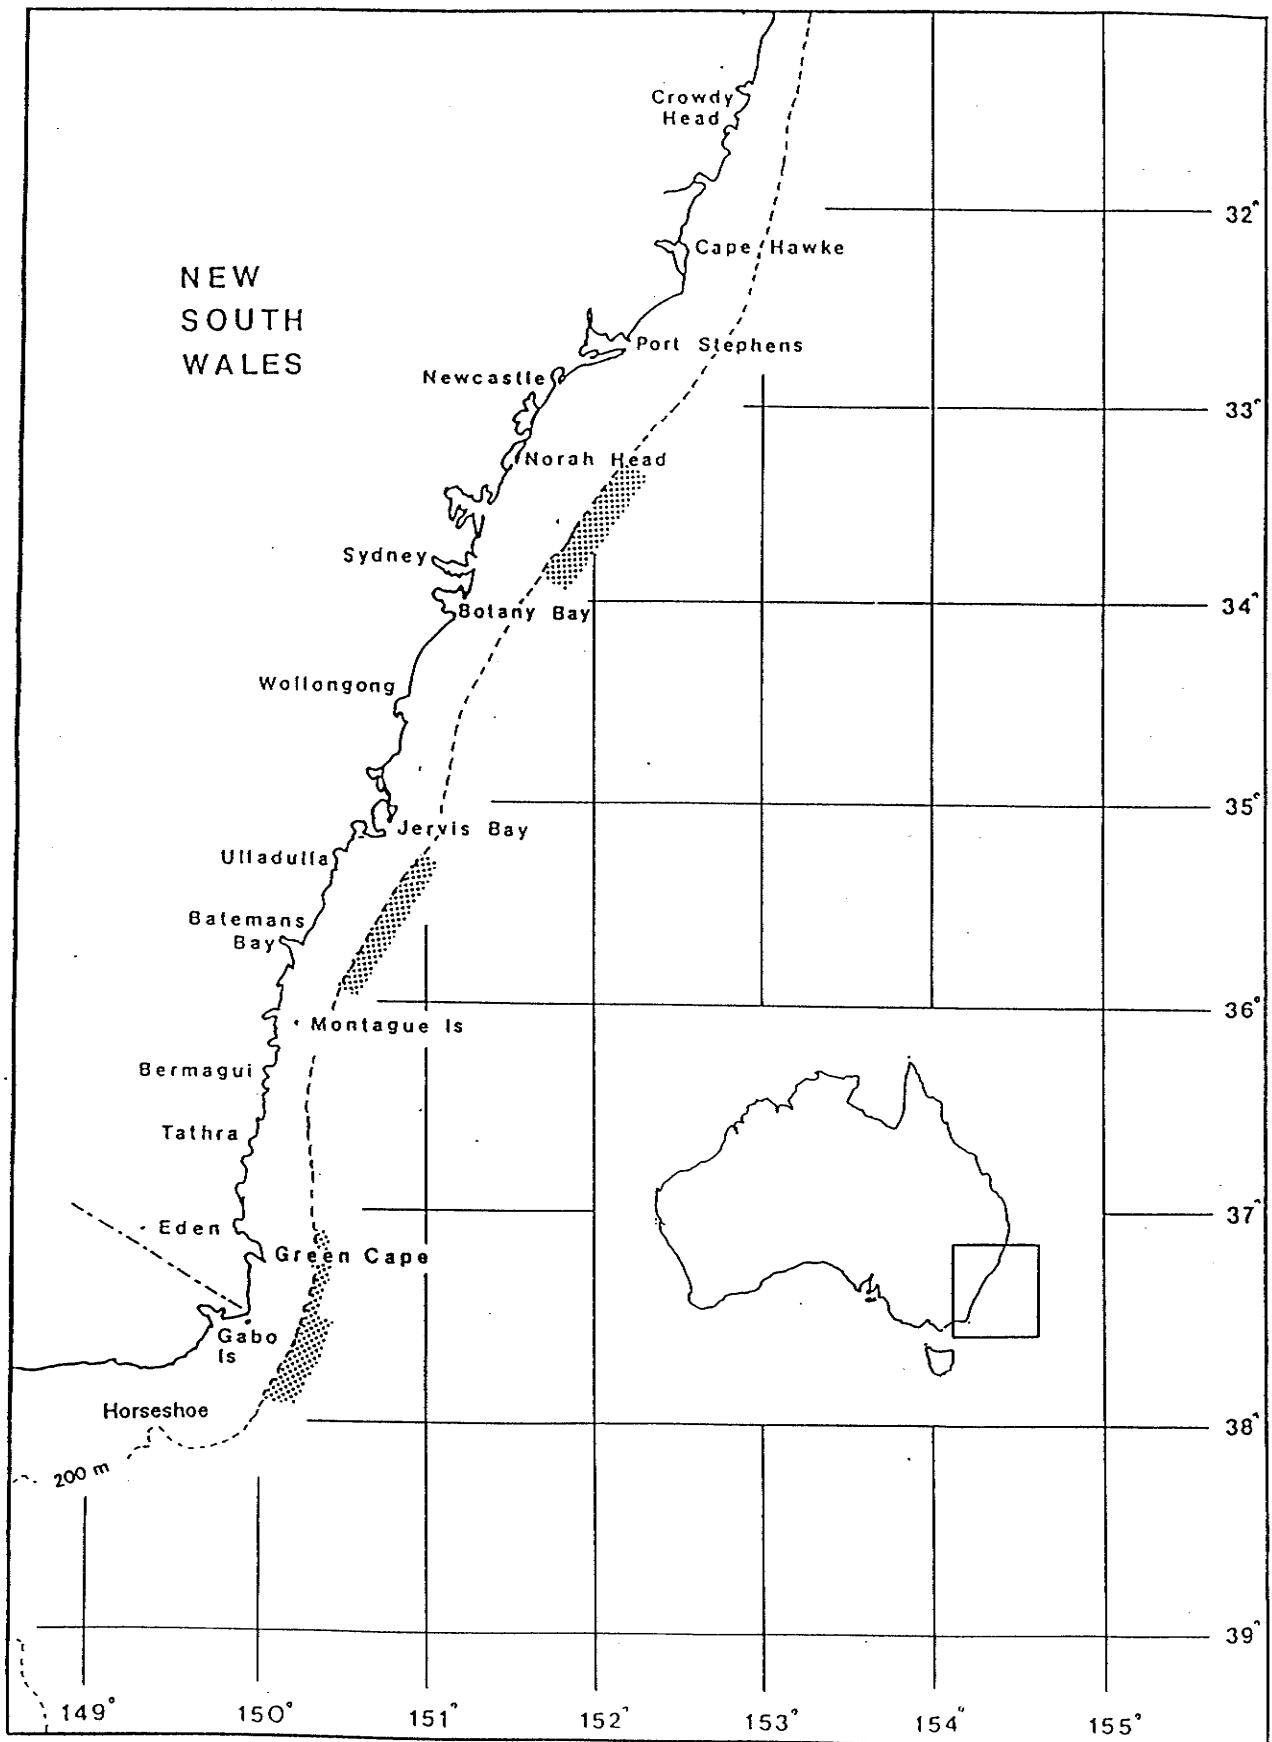 Crowdy
Head
32°
Cape Hawke
NEW
SOUTH
WALES
Port Stephens
Newcastle
33°
Norah Head
Sydney
34°
Botany Bay
Wollongong
35°
Jervis Bay
Ulladulla
Batemans
Bay
36°
Montague Is
Bermagui
Tathra
37°
Eden
Green Cape
Gabo
Is
Horseshoe
38°
200 m
39°
149°
150°
151°
152°
153°
154°
155°